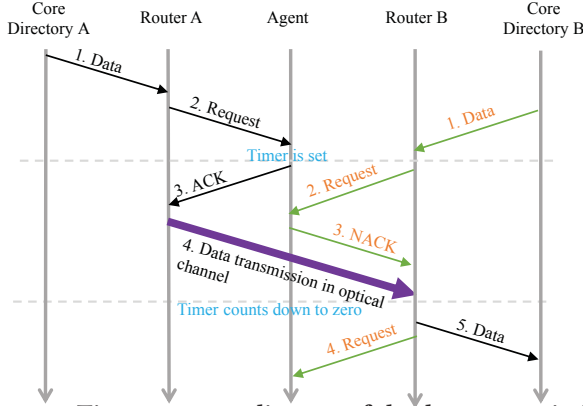 Core
Directory A
Router A
Agent
Router B
Core
Directory B
1. Data
2. Request
1. Data
Timer is set
3. ACK
2. Request
3. NACK
4. Data transmission in optical
channel
Timer counts down to zero
5. Data
4. Request